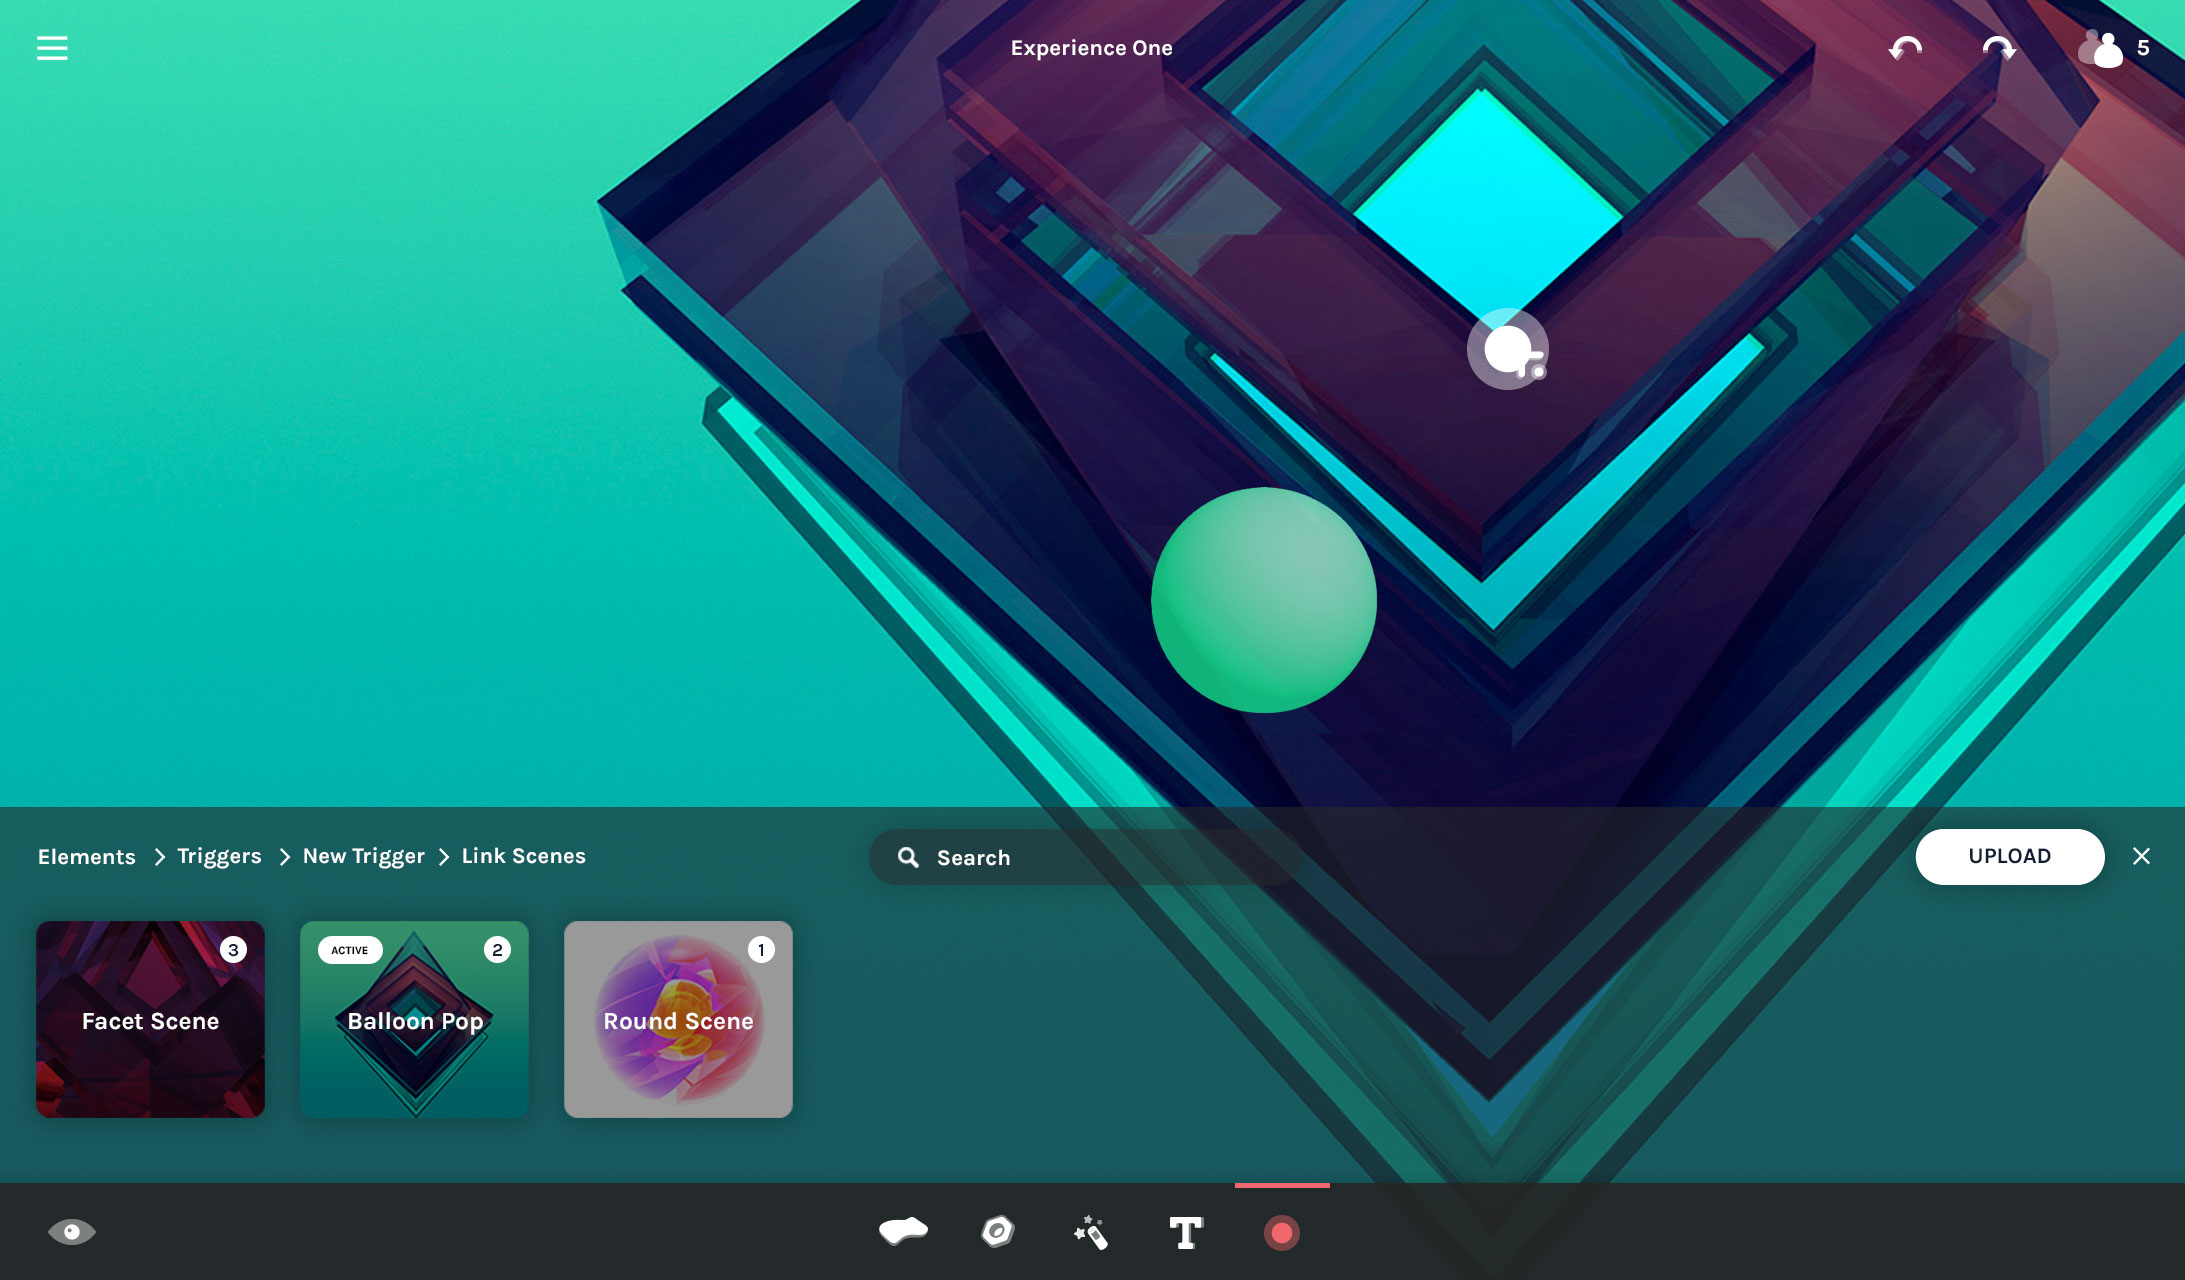 Experience One
5
Elements > Triggers > New Trigger > Link Scenes
Search
UPLOAD
3
Facet Scene
ACTIVE
2
Balloon Pop
1
Round Scene
T